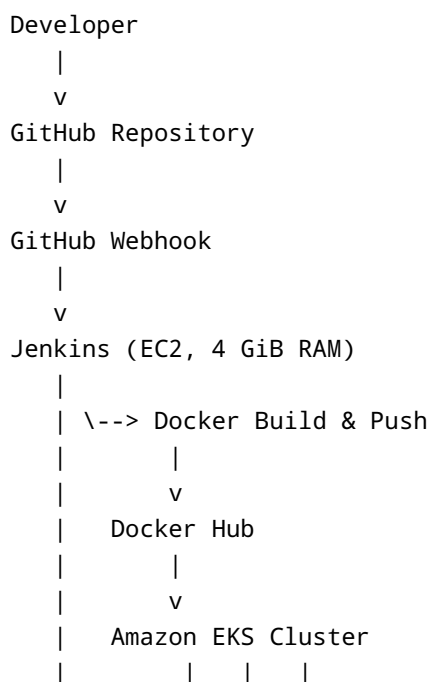 Developer
   |
   v
GitHub Repository
   |
   v
GitHub Webhook
   |
   v
Jenkins (EC2, 4 GiB RAM)
   |
   | \--> Docker Build & Push
   |       |
   |       v
   |   Docker Hub
   |       |
   |       v
   |   Amazon EKS Cluster
   |        |   |   |